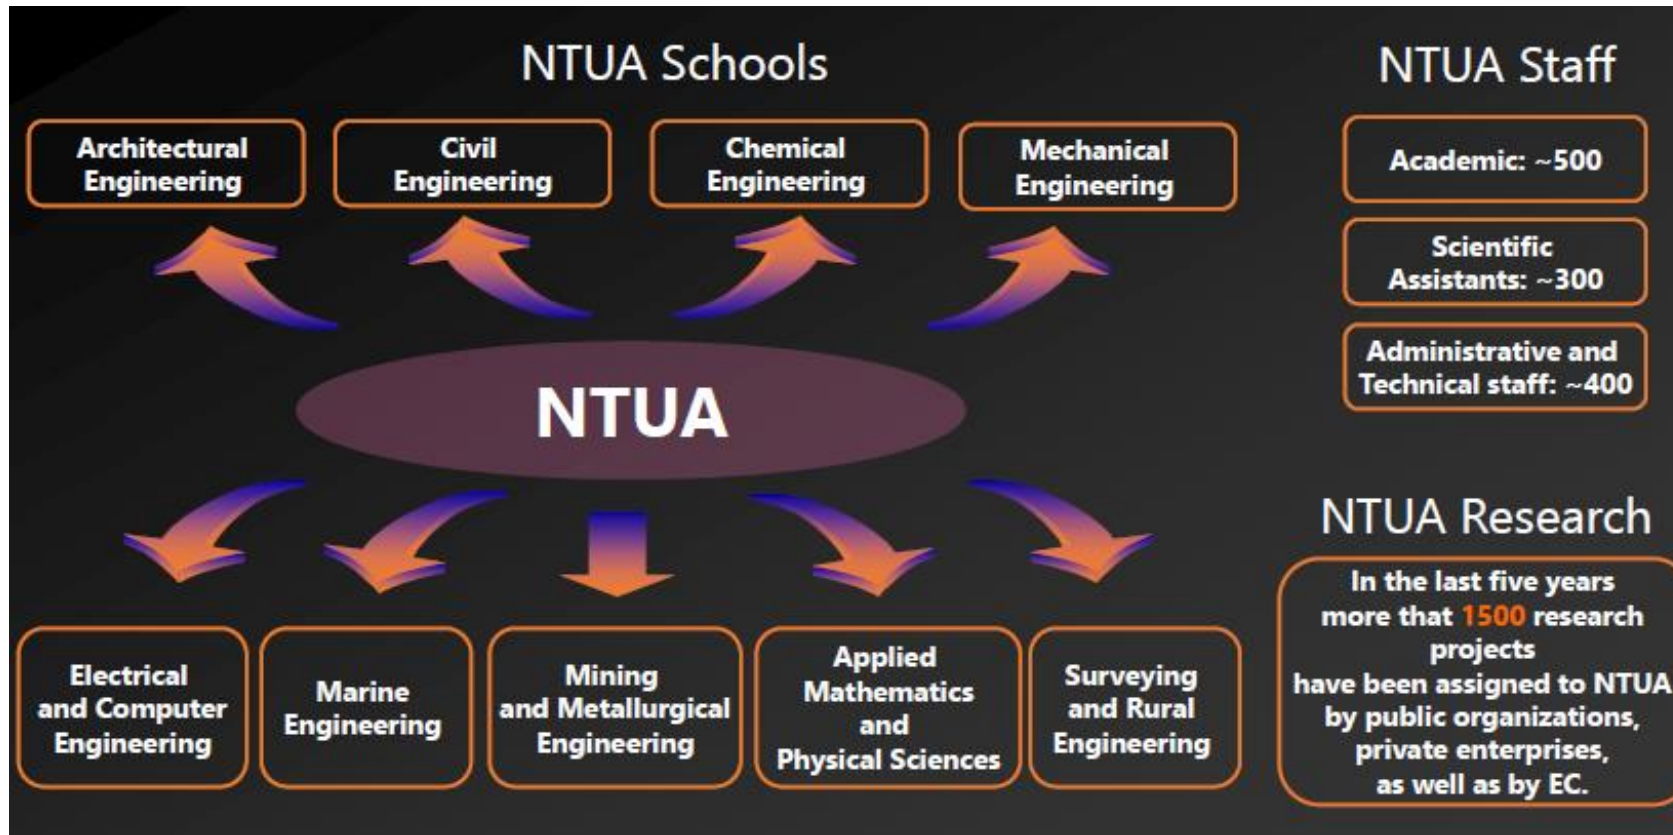 NTUA Schools
Architectural
Engineering
Civil
Engineering
Chemical
Engineering
Mechanical
Engineering
NTUA
Electrical
and Computer
Engineering
Marine
Engineering
Mining
and Metallurgical
Engineering
Applied
Mathematics
and
Physical Sciences
Surveying
and Rural
Engineering
NTUA Staff
Academic: ~500
Scientific
Assistants: ~300
Administrative and
Technical staff: ~400
NTUA Research
In the last five years
more that 1500 research
projects
have been assigned to NTUA
by public organizations,
private enterprises,
as well as by EC.